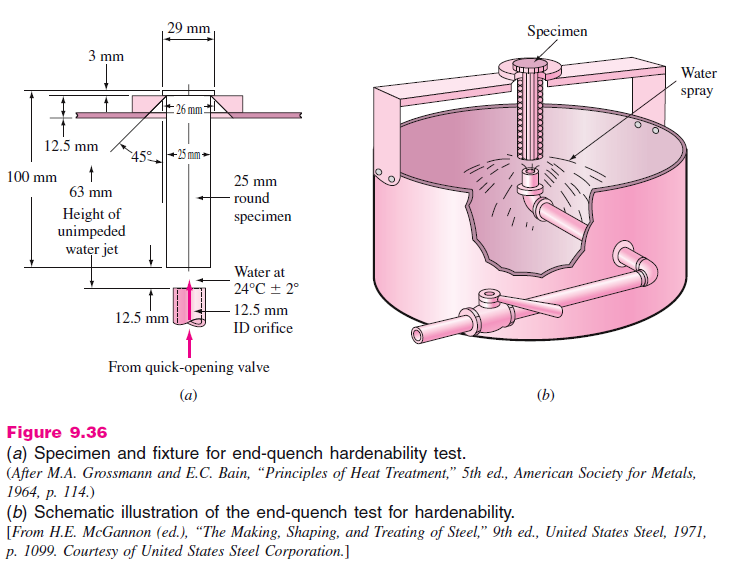 29 mm
3 mm
26 mm
12.5 mm
45°
25 mm
100 mm
63 mm
Height of
unimpeded
water jet
25 mm
round
specimen
Water at
24°C ± 2°
12.5 mm
12.5 mm
ID orifice
From quick-opening valve
(a)
Specimen
Water
spray
(b)
Figure 9.36
(a) Specimen and fixture for end-quench hardenability test.
(After M.A. Grossmann and E.C. Bain, “Principles of Heat Treatment,” 5th ed., American Society for Metals,
1964, p. 114.)
(b) Schematic illustration of the end-quench test for hardenability.
[From H.E. McGannon (ed.), “The Making, Shaping, and Treating of Steel,” 9th ed., United States Steel, 1971,
p. 1099. Courtesy of United States Steel Corporation.]